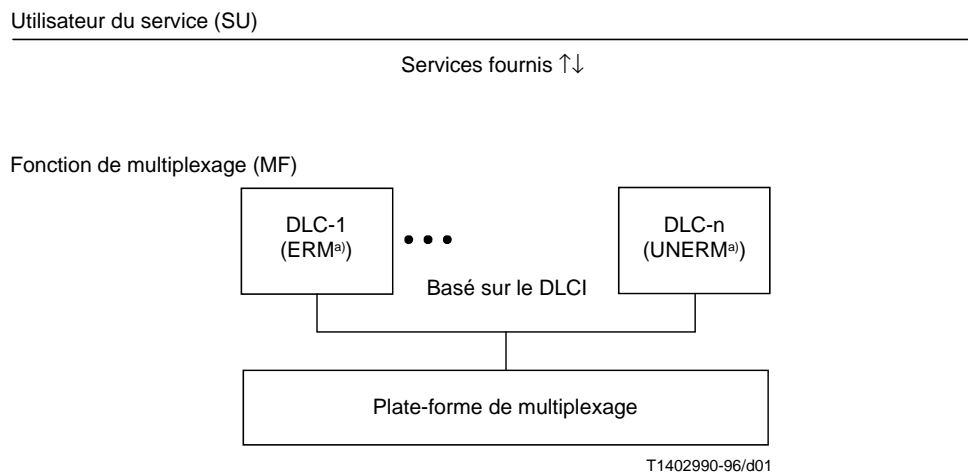 Utilisateur du service (SU)
Services fournis ↑↓
Fonction de multiplexage (MF)
DLC-1
(ERMa))
• • •
DLC-n
(UNERMa))
Basé sur le DLCI
Plate-forme de multiplexage
T1402990-96/d01